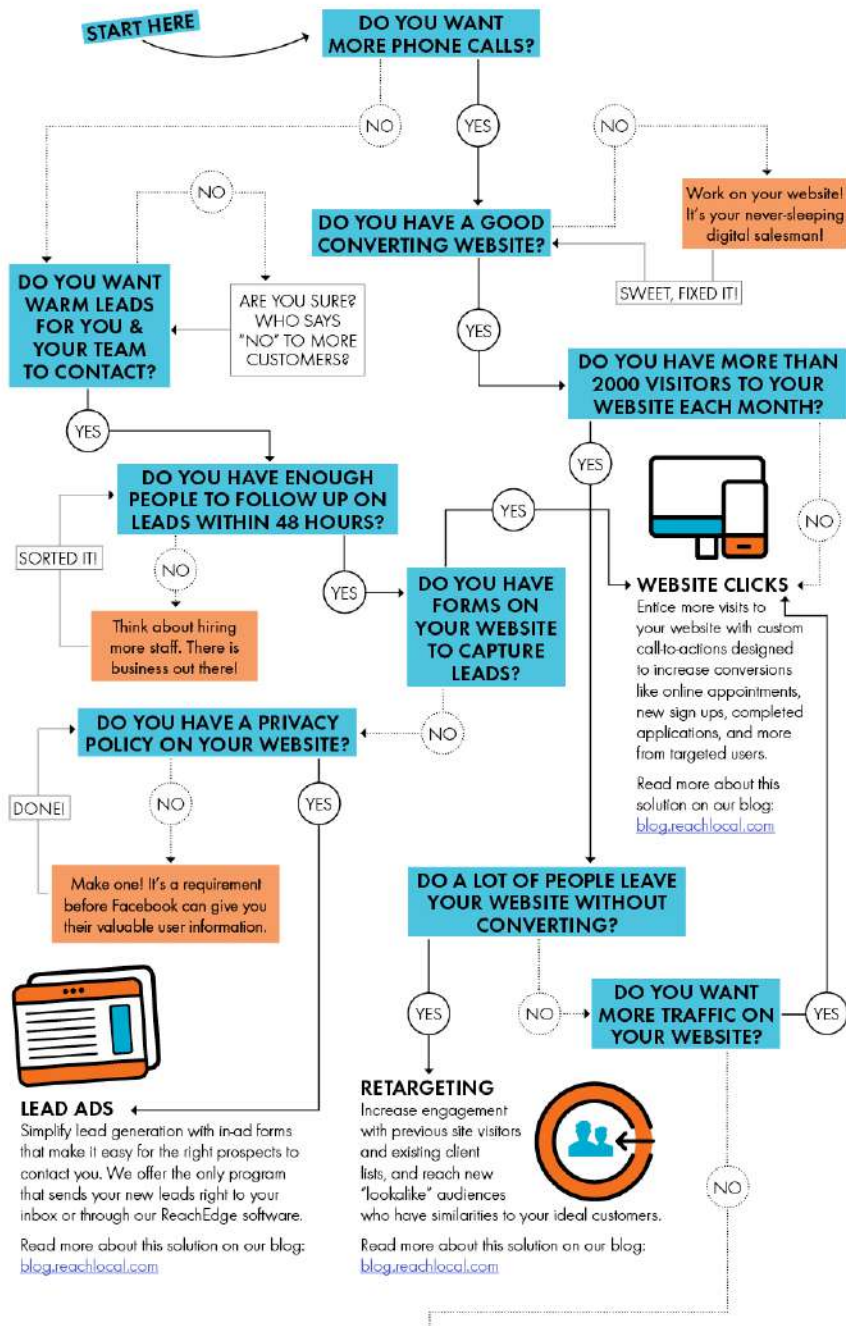 START HERE
DO YOU WANT
MORE PHONE CALLS?
NO
YES
NO
NO
Work on your website!
It's your never-sleeping
digital salesman!
DO YOU HAVE A GOOD
CONVERTING WEBSITE?
SWEET, FIXED IT!
DO YOU WANT
WARM LEADS
FOR YOU &
YOUR TEAM
TO CONTACT?
ARE YOU SURE?
WHO SAYS
"NO" TO MORE
CUSTOMERS?
YES
DO YOU HAVE MORE THAN
2000 VISITORS TO YOUR
WEBSITE EACH MONTH?
YES
YES
NO
DO YOU HAVE ENOUGH
PEOPLE TO FOLLOW UP ON
LEADS WITHIN 48 HOURS?
YES
SORTED IT!
NO
YES
DO YOU HAVE
FORMS ON
YOUR WEBSITE
TO CAPTURE
LEADS?
Think about hiring
more staff. There is
business out there!
WEBSITE CLICKS
Entice more visits to
your website with custom
call-to-actions designed
to increase conversions
like online appointments,
new sign ups, completed
applications, and more
from targeted users.
Read more about this
solution on our blog:
blog.reachlocal.com
DO YOU HAVE A PRIVACY
POLICY ON YOUR WEBSITE?
NO
DONE!
NO
YES
Make one! It's a requirement
before Facebook can give you
their valuable user information.
DO A LOT OF PEOPLE LEAVE
YOUR WEBSITE WITHOUT
CONVERTING?
YES
NO
DO YOU WANT
MORE TRAFFIC ON
YOUR WEBSITE?
YES
NO
LEAD ADS
Simplify lead generation with in-ad forms
that make it easy for the right prospects to
contact you. We offer the only program
that sends your new leads right to your
inbox or through our ReachEdge software.
Read more about this solution on our blog:
blog.reachlocal.com
RETARGETING
Increase engagement
with previous site visitors
and existing client
lists, and reach new
"lookalike" audiences
who have similarities to your ideal customers.
Read more about this solution on our blog:
blog.reachlocal.com